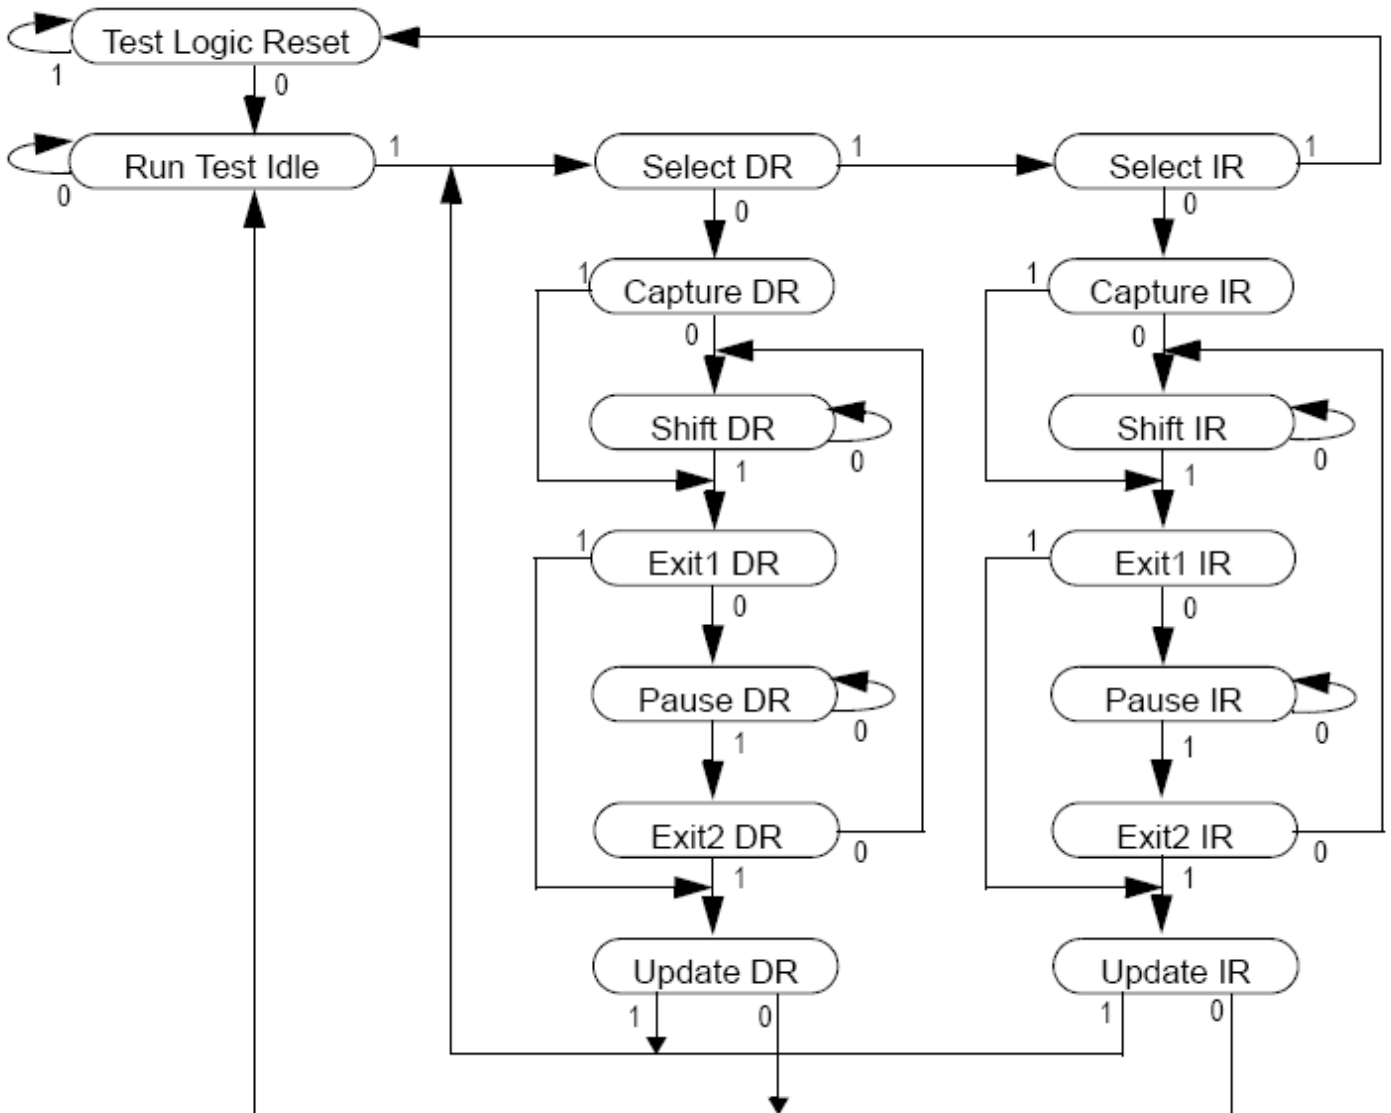 Test Logic Reset
1
0
Run Test Idle
1
0
Select DR
1
0
Select IR
1
0
Capture DR
1
0
Capture IR
1
0
Shift DR
0
1
Shift IR
0
1
Exit1 DR
1
0
Exit1 IR
1
0
Pause DR
0
1
Pause IR
0
1
Exit2 DR
0
1
Exit2 IR
0
1
Update DR
1
0
Update IR
1
0